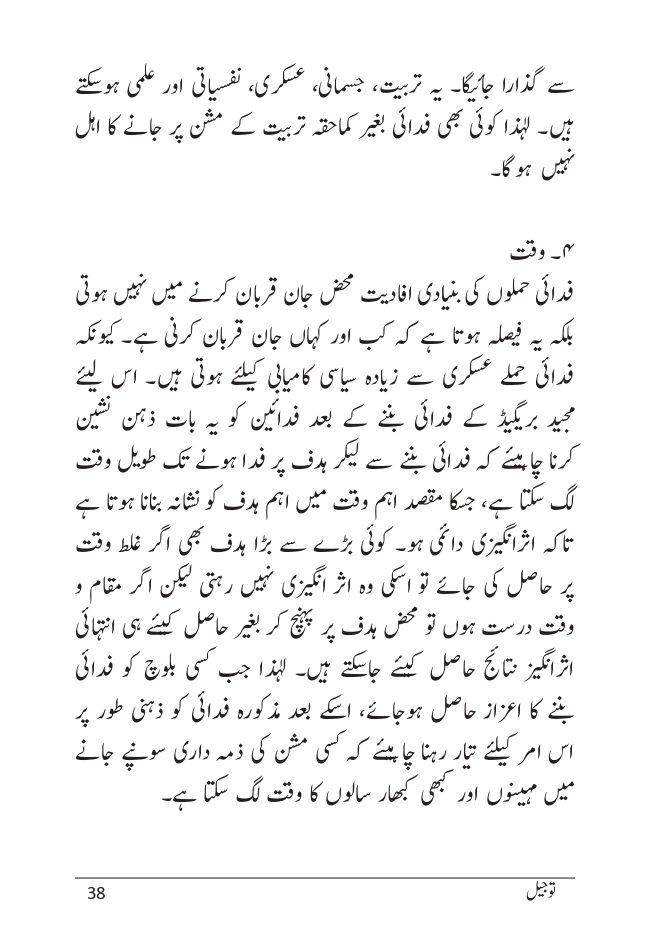 سے گذارا جائیگا۔ یہ تربیت، جسمانی، عسکری، نفسیاتی اور علمی ہوسکتے
ہیں۔ لہٰذا کوئی بھی فدائی بغیر کماحقہ تربیت کے مشن پر جانے کا اہل
نہیں ہو گا۔
۴۔ وقت
فدائی حملوں کی بنیادی افادیت محض جان قربان کرنے میں نہیں ہوتی
بلکہ یہ فیصلہ ہوتا ہے کہ کب اور کہاں جان قربان کرنی ہے۔ کیونکہ
فدائی حملے عسکری سے زیادہ سیاسی کامیابی کیلئے ہوتی ہیں۔ اس لیئے
مجید بریگیڈ کے فدائی بننے کے بعد فدائین کو یہ بات ذہن نشین
کرنا چاہیئے کہ فدائی بننے سے لیکر ہدف پر فدا ہونے تک طویل وقت
لگ سکتا ہے، جسکا مقصد اہم وقت میں اہم ہدف کو نشانہ بنانا ہوتا ہے
تاکہ اثرانگیزی دائمی ہو۔ کوئی بڑے سے بڑا ہدف بھی اگر غلط وقت
پر حاصل کی جائے تو اسکی وہ اثر انگیزی نہیں رہتی لیکن اگر مقام و
وقت درست ہوں تو محض ہدف پر پہنچ کر بغیر حاصل کیئے ہی انتہائی
اثرانگیز نتائج حاصل کیئے جاسکتے ہیں۔ لہٰذا جب کسی بلوچ کو فدائی
بننے کا اعزاز حاصل ہوجائے، اسکے بعد مذکورہ فدائی کو ذہنی طور پر
اس امر کیلئے تیار رہنا چاہیئے کہ کسی مشن کی ذمہ داری سونپے جانے
میں مہینوں اور کبھی کبھار سالوں کا وقت لگ سکتا ہے۔
توجیل
38